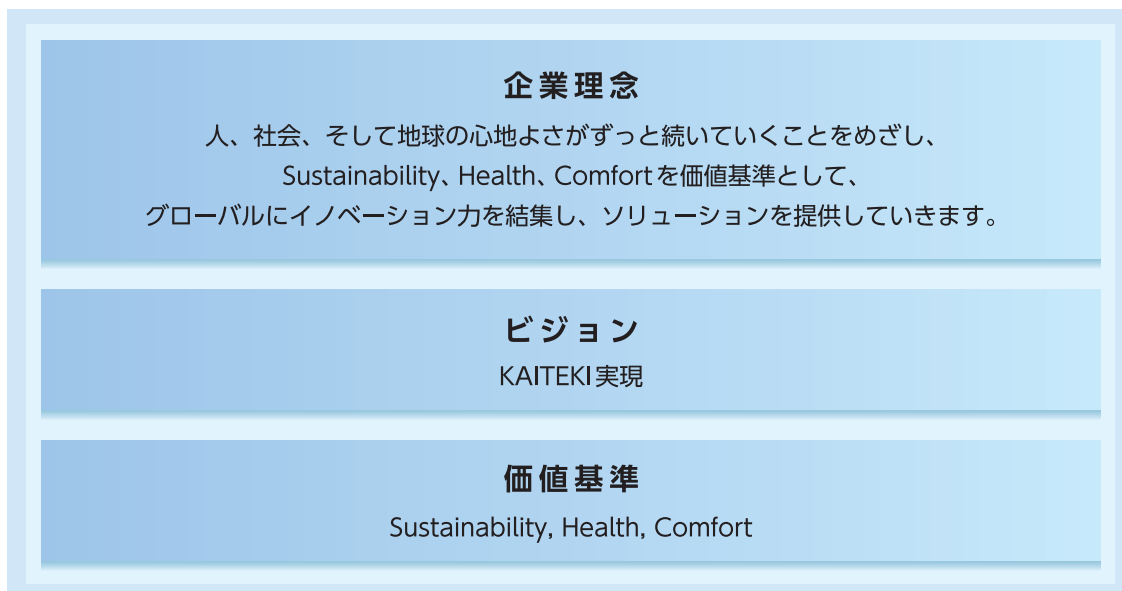 企業理念
人、社会、そして地球の心地よさがずっと続いていくことをめざし、
Sustainability、Health、Comfortを価値基準として、
グローバルにイノベーション力を結集し、ソリューションを提供していきます。
ビジョン
KAITEKI実現
価値基準
Sustainability, Health, Comfort